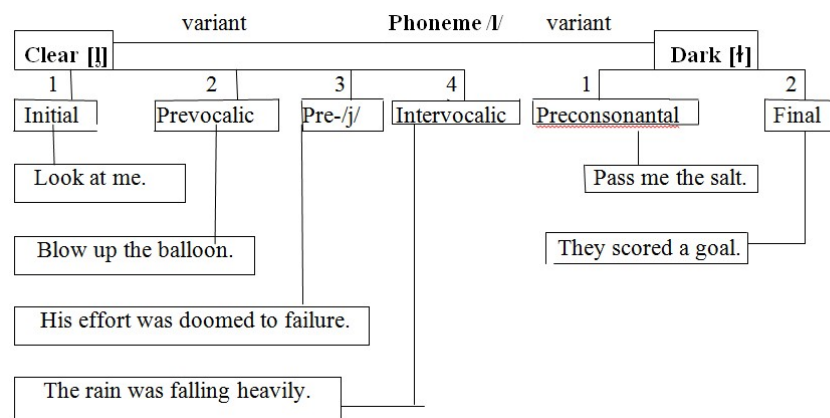 variant Phoneme /l/ variant
Clear [l̡] Dark [ɫ]
1 2 3 4 1 2
Initial Prevocalic Pre-/j/ Intervocalic Preconsonantal Final
Look at me. Pass me the salt.
Blow up the balloon. They scored a goal.
His effort was doomed to failure.
The rain was falling heavily.